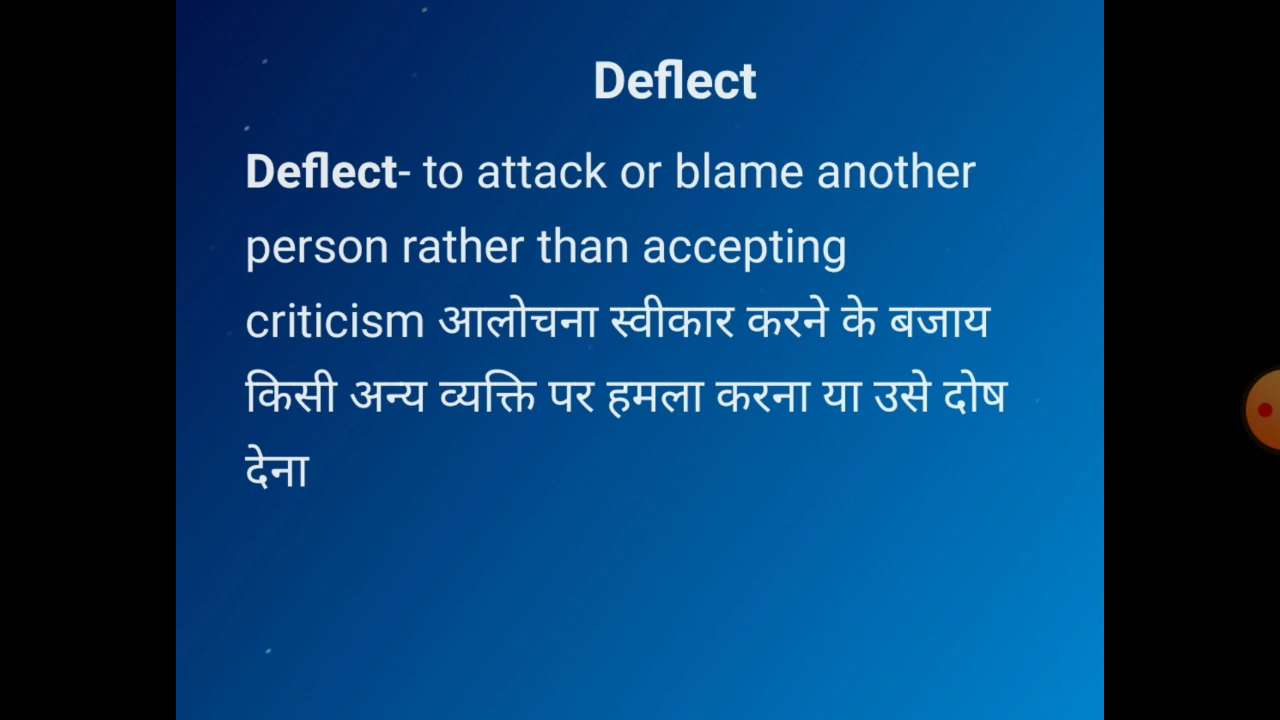 Deflect
Deflect- to attack or blame another
person rather than accepting
criticism आलोचना स्वीकार करने के बजाय
किसी अन्य व्यक्ति पर हमला करना या उसे दोष
देना